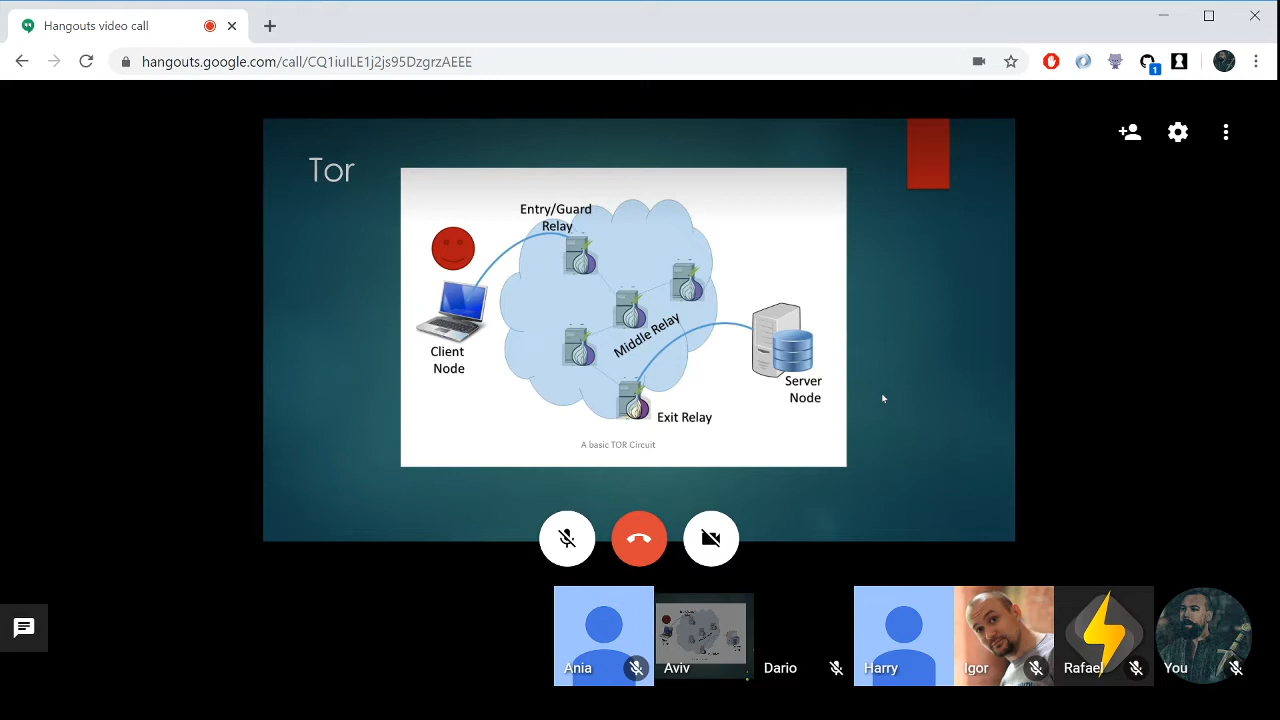 Hangouts video call
hangouts.google.com/call/CQ1iuILE1j2js95DzgrzAEEE
1
Tor
Entry/Guard
Relay
Middle Relay
Client
Node
Server
Node
Exit Relay
A basic TOR Circuit
Ania
Aviv
Dario
Harry
Igor
Rafael
You